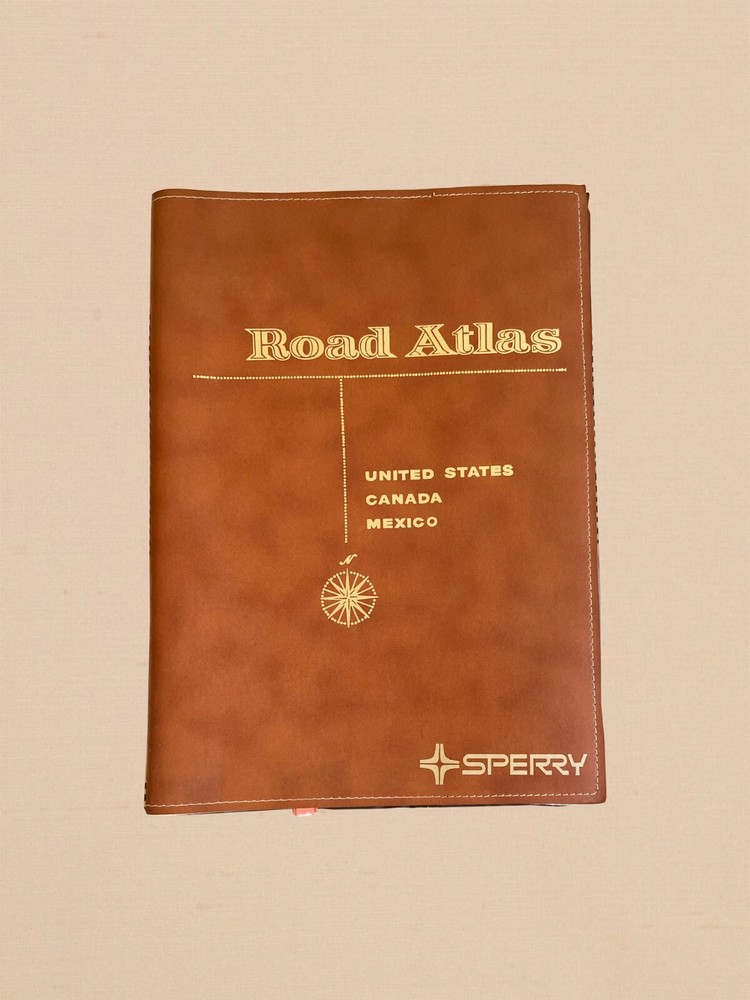 Road Atlas
UNITED STATES
CANADA
MEXICO
N
SPERRY